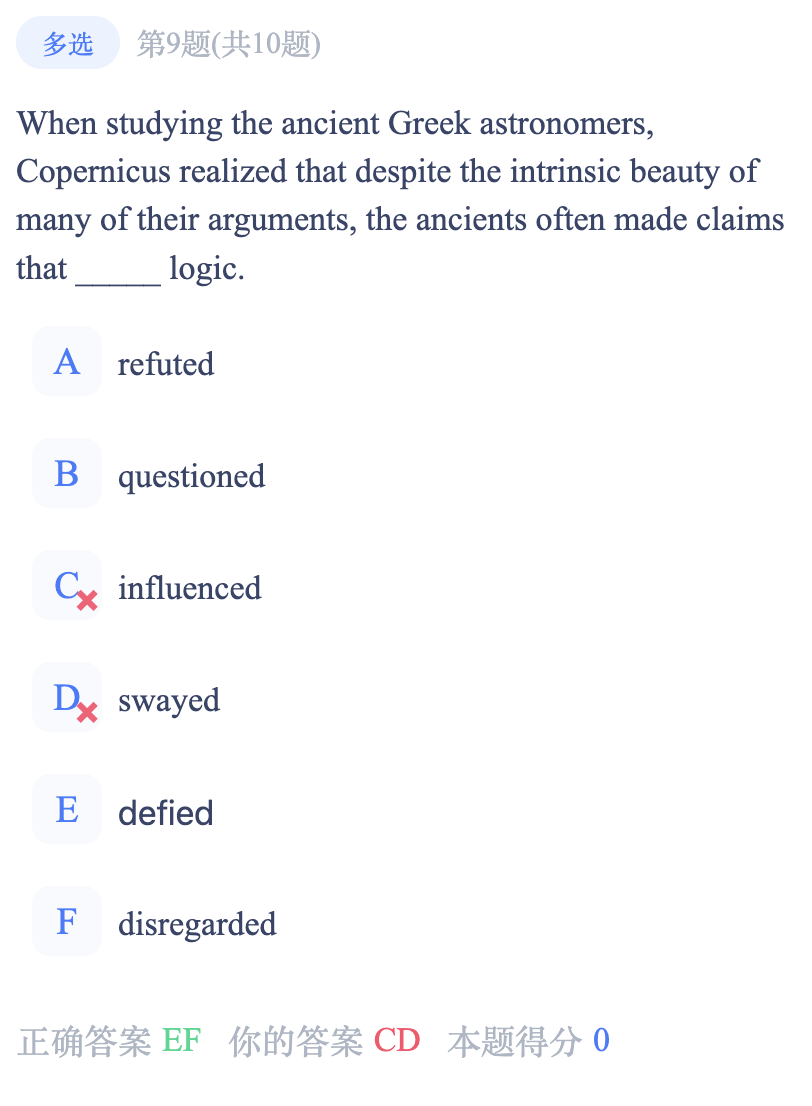 多选 第9题(共10题)
When studying the ancient Greek astronomers,
Copernicus realized that despite the intrinsic beauty of
many of their arguments, the ancients often made claims
that _____ logic.
A refuted
B questioned
C influenced
D swayed
E defied
F disregarded
正确答案 EF 你的答案 CD 本题得分 0